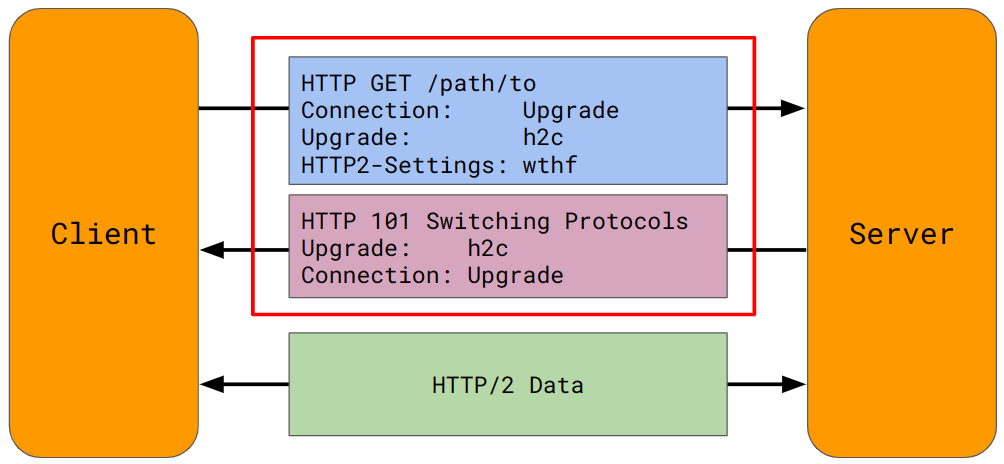 Client
HTTP GET /path/to
Connection:     Upgrade
Upgrade:        h2c
HTTP2-Settings: wthf
HTTP 101 Switching Protocols
Upgrade:    h2c
Connection: Upgrade
HTTP/2 Data
Server